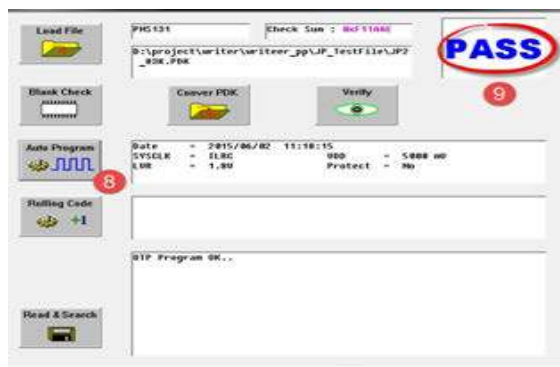 Load File
PMS131
Check Sum : 0xF11AAE
D:\project\writer\writeer_pp\JP_TestFile\JP2
_03K.PDK
PASS
9
Blank Check
Conver PDK
Verify
Auto Program
8
Date = 2015/06/02 11:10:15
SYSCLK = ILRC VDD = 5000 mV
LVR = 1.8V Protect = No
Rolling Code
+1
OTP Program OK..
Read & Search